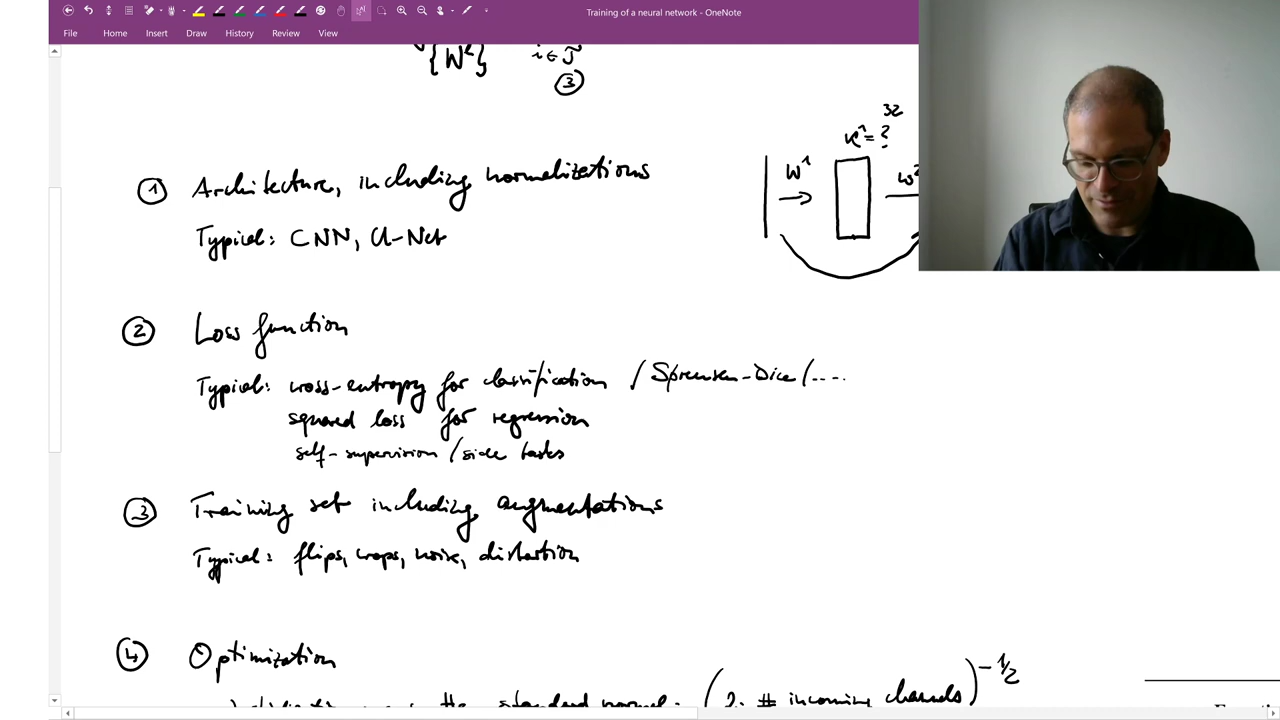 Training of a neural network - OneNote
File Home Insert Draw History Review View
{W^L} i ∈ J
③
32
κ^1 = ?
W^1 W^2
① Architecture, including normalizations
Typical: CNN, U-Net
② Loss function
Typical: cross-entropy for classification / Sørensen-Dice / ....
squared loss for regression
self-supervision / side tasks
③ Training set including augmentations
Typical: flips, crops, noise, distortion
④ Optimization
standard normal · (2 · # incoming channels)^-1/2